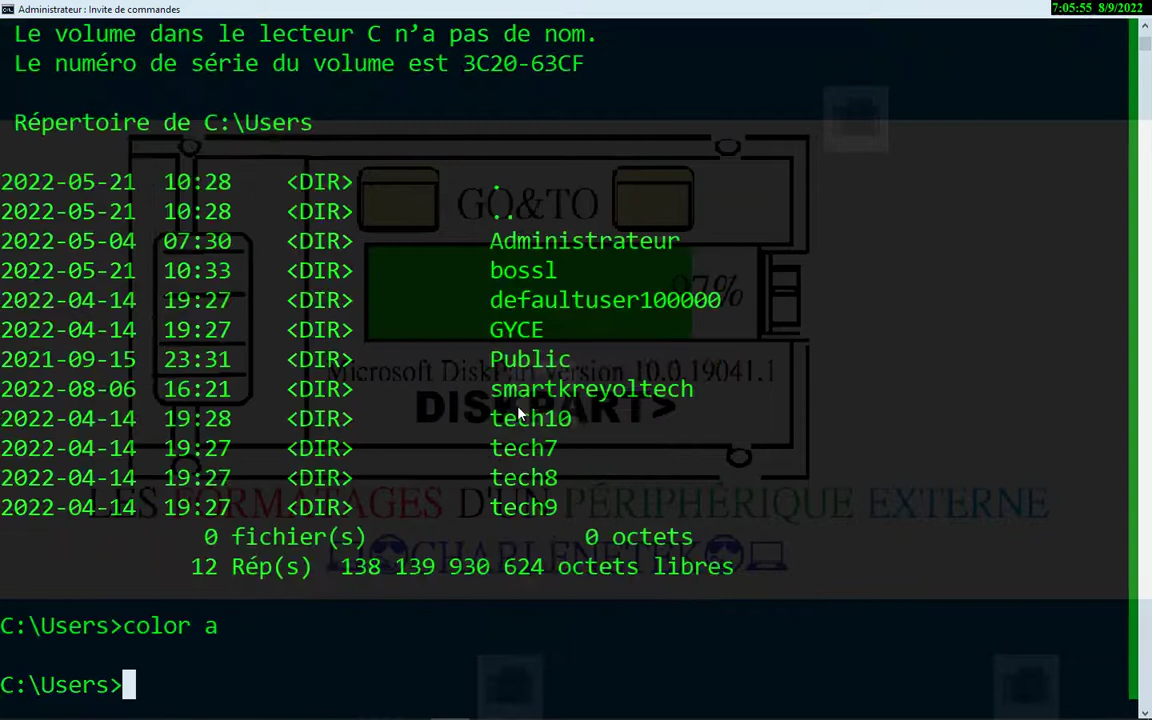 Administrateur : Invite de commandes
7:05:55 8/9/2022
Le volume dans le lecteur C n’a pas de nom.
Le numéro de série du volume est 3C20-63CF
Répertoire de C:\Users
2022-05-21 10:28 <DIR> .
2022-05-21 10:28 <DIR> ..
2022-05-04 07:30 <DIR> Administrateur
2022-05-21 10:33 <DIR> bossl
2022-04-14 19:27 <DIR> defaultuser100000
2022-04-14 19:27 <DIR> GYCE
2021-09-15 23:31 <DIR> Public
2022-08-06 16:21 <DIR> smartkreyoltech
2022-04-14 19:28 <DIR> tech10
2022-04-14 19:27 <DIR> tech7
2022-04-14 19:27 <DIR> tech8
2022-04-14 19:27 <DIR> tech9
0 fichier(s) 0 octets
12 Rép(s) 138 139 930 624 octets libres
C:\Users>color a
C:\Users>
GO&TO
Microsoft DiskPart version 10.0.19041.1
DISKPART>
LES FORMATAGES D'UN PÉRIPHÉRIQUE EXTERNE
CHARLENETEK